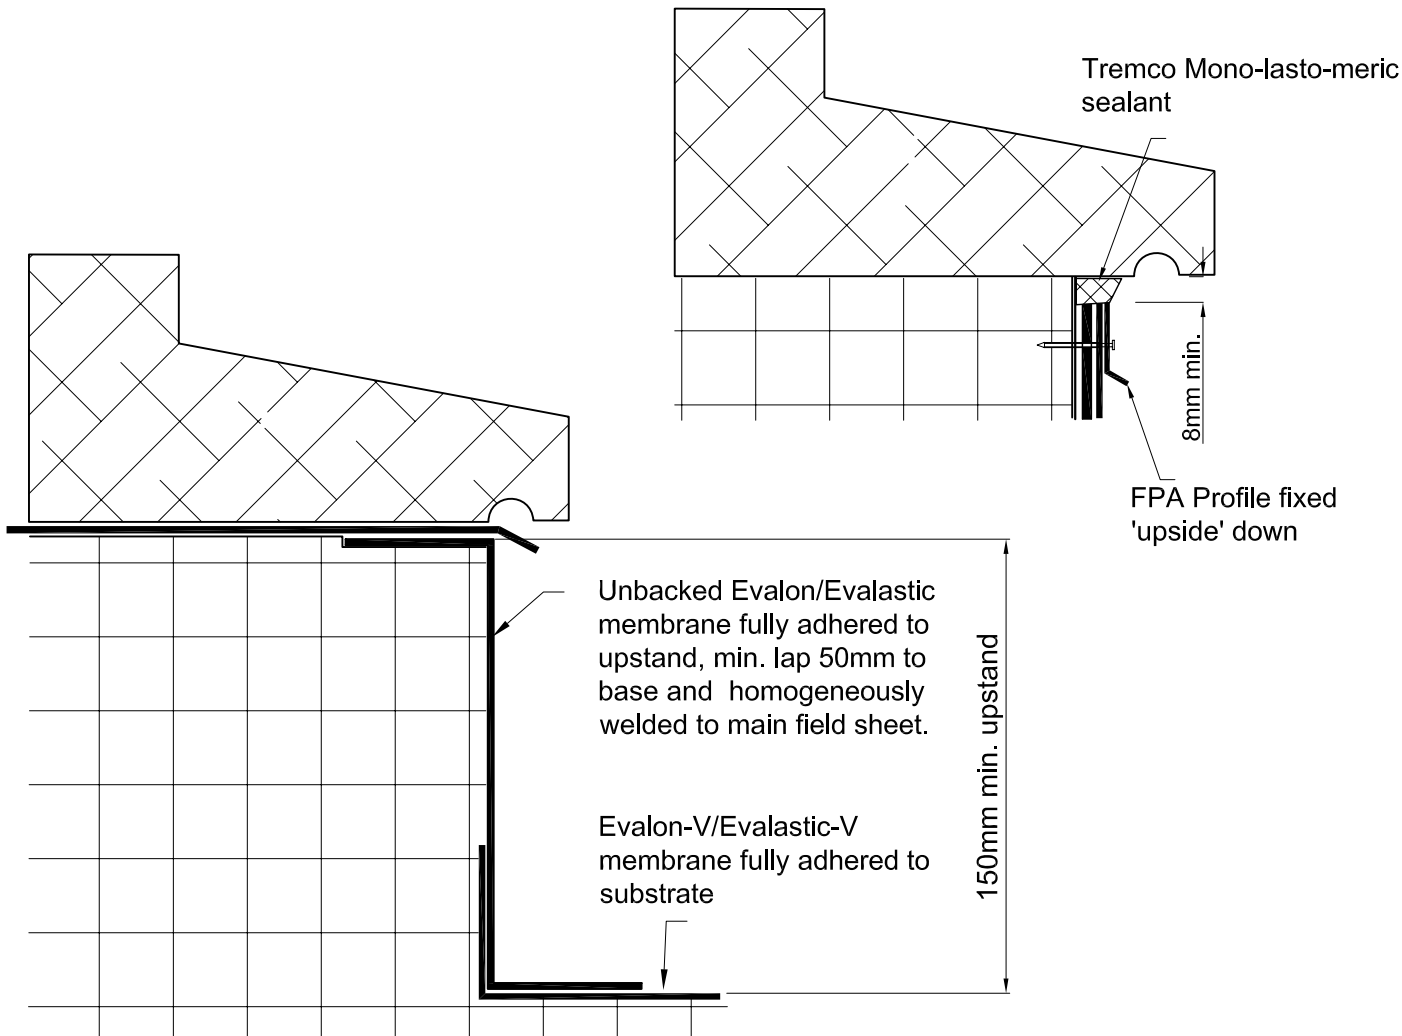 Tremco Mono-lasto-meric
sealant
8mm min.
FPA Profile fixed
'upside' down
Unbacked Evalon/Evalastic
membrane fully adhered to
upstand, min. lap 50mm to
base and  homogeneously
welded to main field sheet.
150mm min. upstand
Evalon-V/Evalastic-V
membrane fully adhered to
substrate